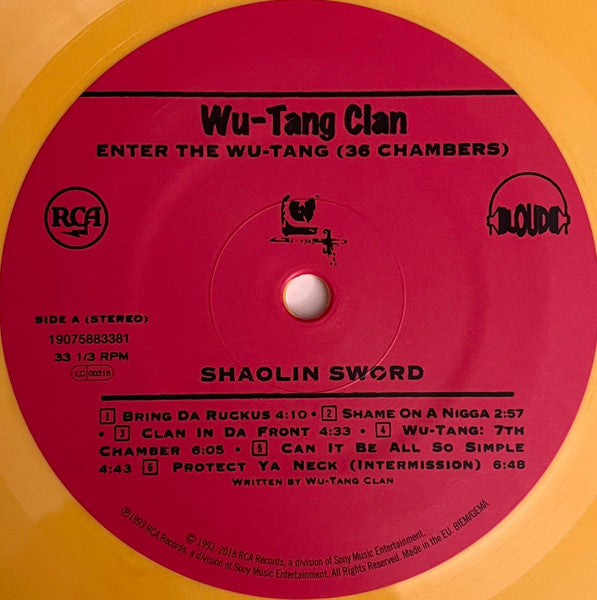 Wu-Tang Clan
ENTER THE WU-TANG (36 CHAMBERS)
RCA
LOUD
SIDE A (STEREO)
19075883381
33 1/3 RPM
LC 00316
SHAOLIN SWORD
1 BRING DA RUCKUS 4:10 • 2 SHAME ON A NIGGA 2:57
• 3 CLAN IN DA FRONT 4:33 • 4 WU-TANG: 7TH
CHAMBER 6:05 • 5 CAN IT BE ALL SO SIMPLE
4:43 6 PROTECT YA NECK (INTERMISSION) 6:48
WRITTEN BY WU-TANG CLAN
℗1993 RCA Records, a division of Sony Music Entertainment.
© 1993, 2018 RCA Records, a division of Sony Music Entertainment. All Rights Reserved. Made in the EU. BIEM/GEMA